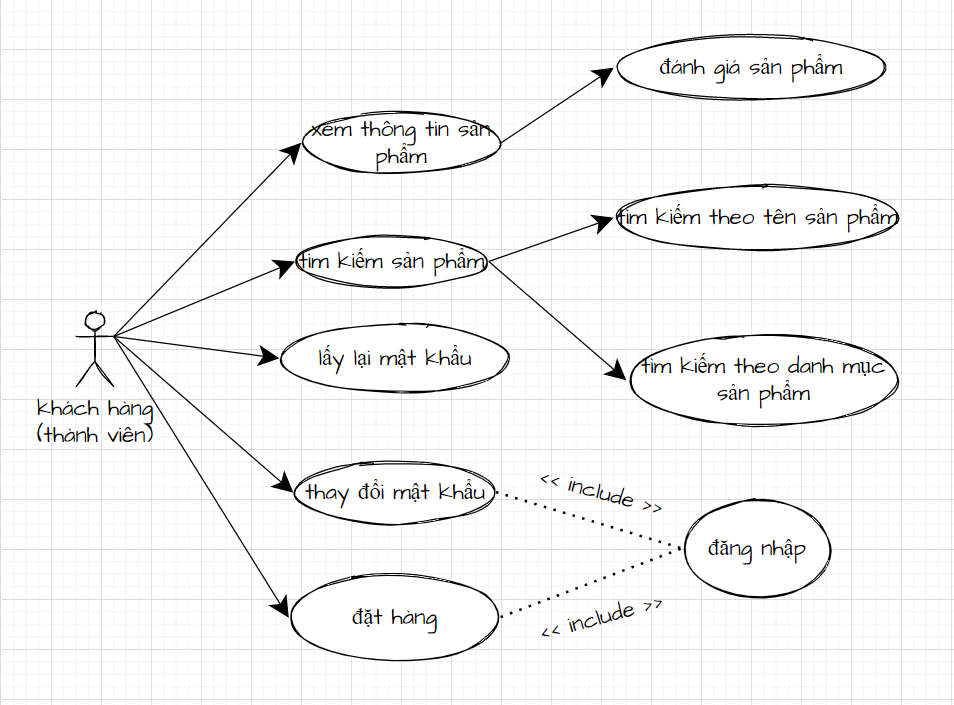 đánh giá sản phẩm
xem thông tin sản
phẩm
tìm kiếm theo tên sản phẩm
tìm kiếm sản phẩm
lấy lại mật khẩu
tìm kiếm theo danh mục
sản phẩm
khách hàng
(thành viên)
thay đổi mật khẩu
<< include >>
đăng nhập
đặt hàng
<< include >>